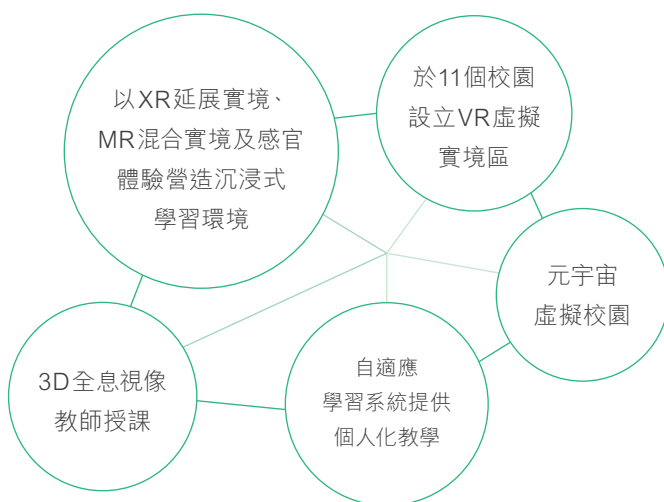 以XR延展實境、
MR混合實境及感官
體驗營造沉浸式
學習環境
於11個校園
設立VR虛擬
實境區
元宇宙
虛擬校園
自適應
學習系統提供
個人化教學
3D全息視像
教師授課